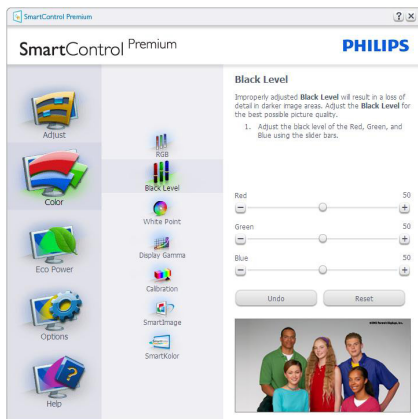 SmartControl Premium
SmartControl Premium
PHILIPS
Adjust
Color
Eco Power
Options
Help
RGB
Black Level
White Point
Display Gamma
Calibration
SmartImage
SmartKolor
Black Level
Improperly adjusted Black Level will result in a loss of
detail in darker image areas. Adjust the Black Level for
the best possible picture quality.
1. Adjust the black level of the Red, Green, and
Blue using the slider bars.
Red 50
Green 50
Blue 50
Undo Reset